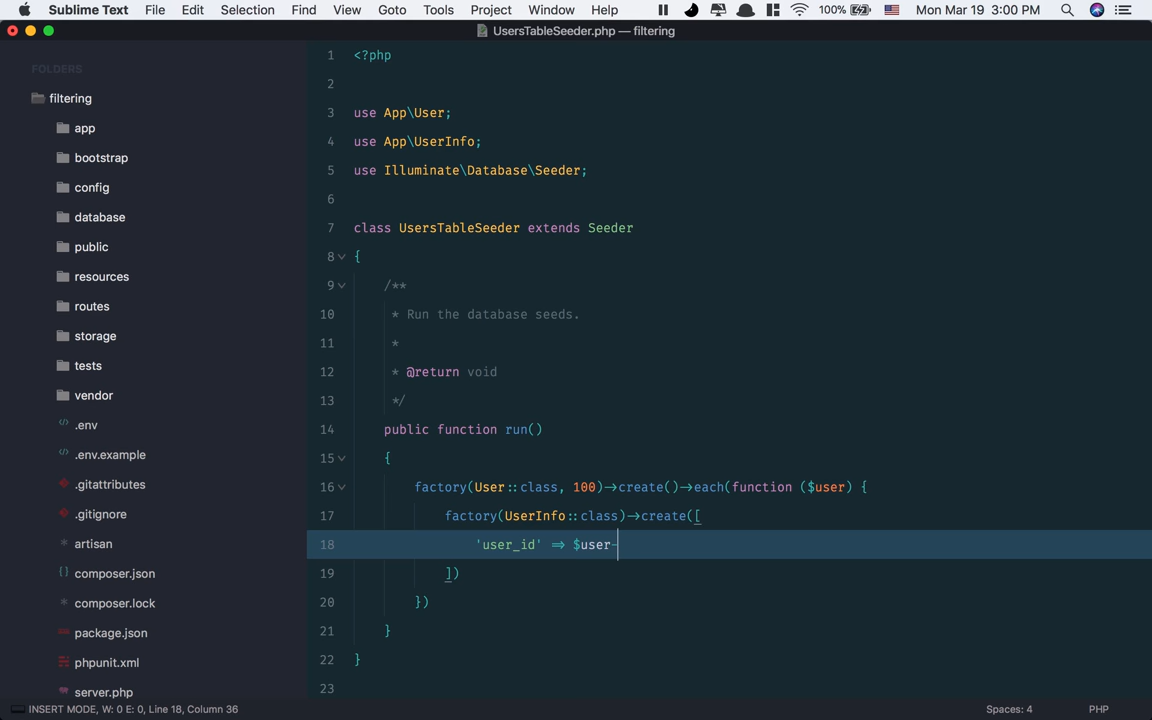 Sublime Text File Edit Selection Find View Goto Tools Project Window Help 100% Mon Mar 19 3:00 PM
UsersTableSeeder.php — filtering
FOLDERS
filtering
app
bootstrap
config
database
public
resources
routes
storage
tests
vendor
.env
.env.example
.gitattributes
.gitignore
artisan
composer.json
composer.lock
package.json
phpunit.xml
server.php
1 <?php
2
3 use App\User;
4 use App\UserInfo;
5 use Illuminate\Database\Seeder;
6
7 class UsersTableSeeder extends Seeder
8 {
9 /**
10 * Run the database seeds.
11 *
12 * @return void
13 */
14 public function run()
15 {
16 factory(User::class, 100)->create()->each(function ($user) {
17 factory(UserInfo::class)->create([
18 'user_id' => $user-
19 ])
20 })
21 }
22 }
23
INSERT MODE, W: 0 E: 0, Line 18, Column 36 Spaces: 4 PHP